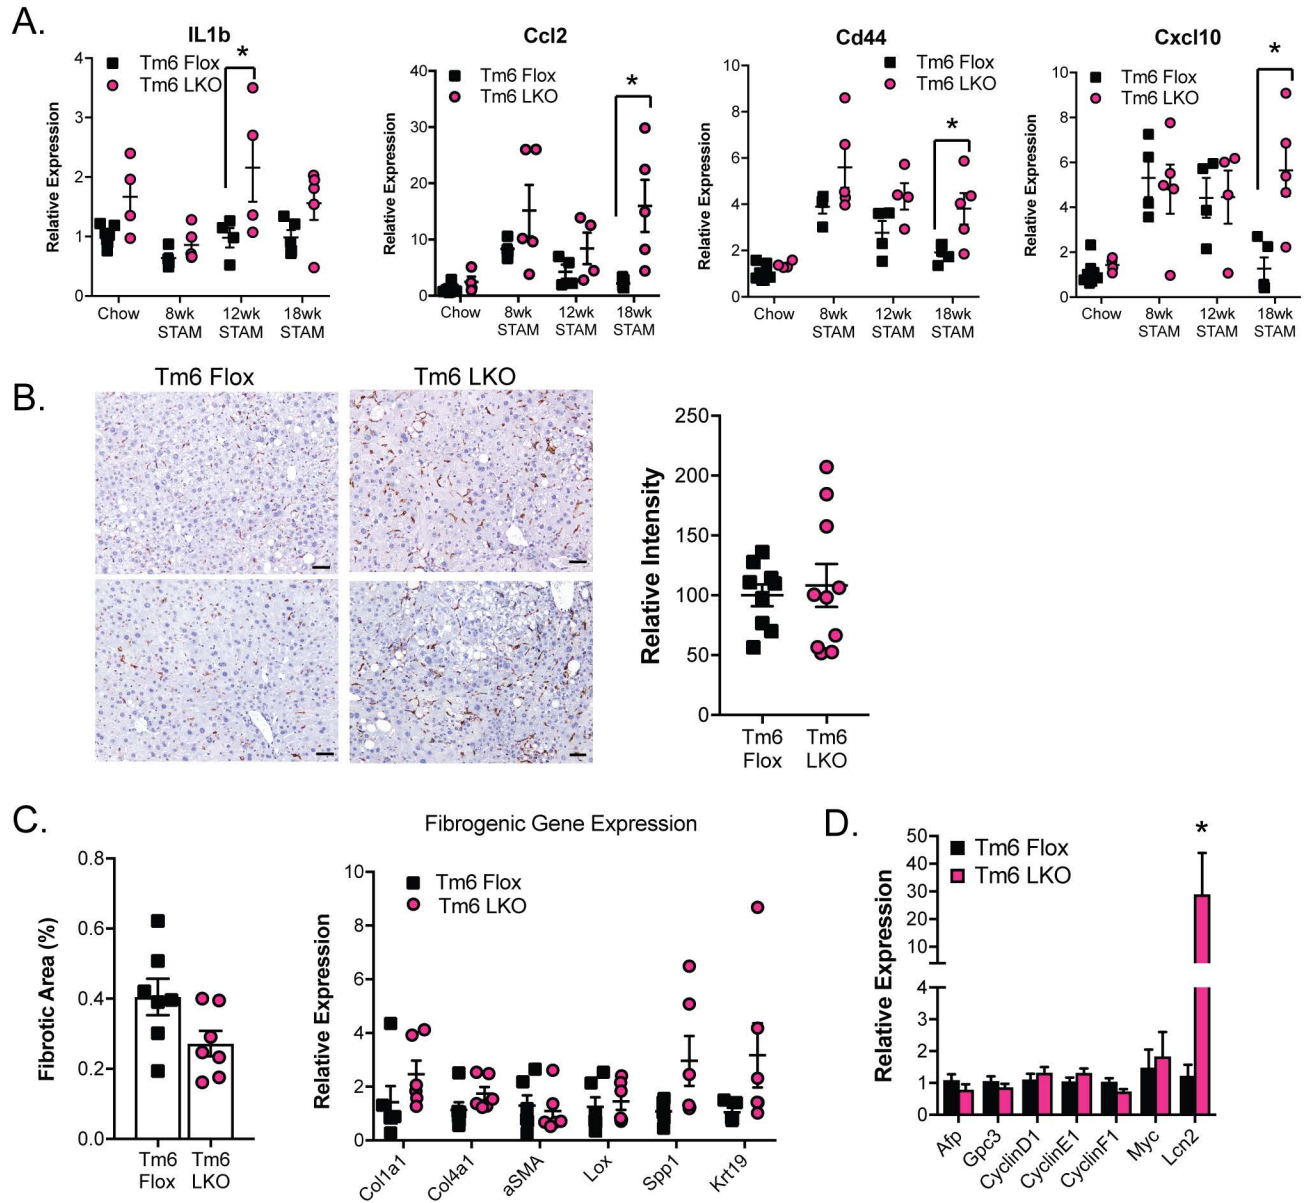 A.
IL1b
Tm6 Flox
Tm6 LKO
*
Relative Expression
4
3
2
1
0
Chow
8wk STAM
12wk STAM
18wk STAM
Ccl2
Tm6 Flox
Tm6 LKO
*
Relative Expression
40
30
20
10
0
Chow
8wk STAM
12wk STAM
18wk STAM
Cd44
Tm6 Flox
Tm6 LKO
*
Relative Expression
10
8
6
4
2
0
Chow
8wk STAM
12wk STAM
18wk STAM
Cxcl10
Tm6 Flox
Tm6 LKO
*
Relative Expression
10
8
6
4
2
0
Chow
8wk STAM
12wk STAM
18wk STAM
B.
Tm6 Flox
Tm6 LKO
Relative Intensity
250
200
150
100
50
0
Tm6 Flox
Tm6 LKO
C.
Fibrotic Area (%)
0.8
0.6
0.4
0.2
0.0
Tm6 Flox
Tm6 LKO
Fibrogenic Gene Expression
Tm6 Flox
Tm6 LKO
Relative Expression
10
8
6
4
2
0
Col1a1
Col4a1
aSMA
Lox
Spp1
Krt19
D.
Tm6 Flox
Tm6 LKO
*
Relative Expression
50
40
30
20
10
4
3
2
1
0
Afp
Gpc3
CyclinD1
CyclinE1
CyclinF1
Myc
Lcn2